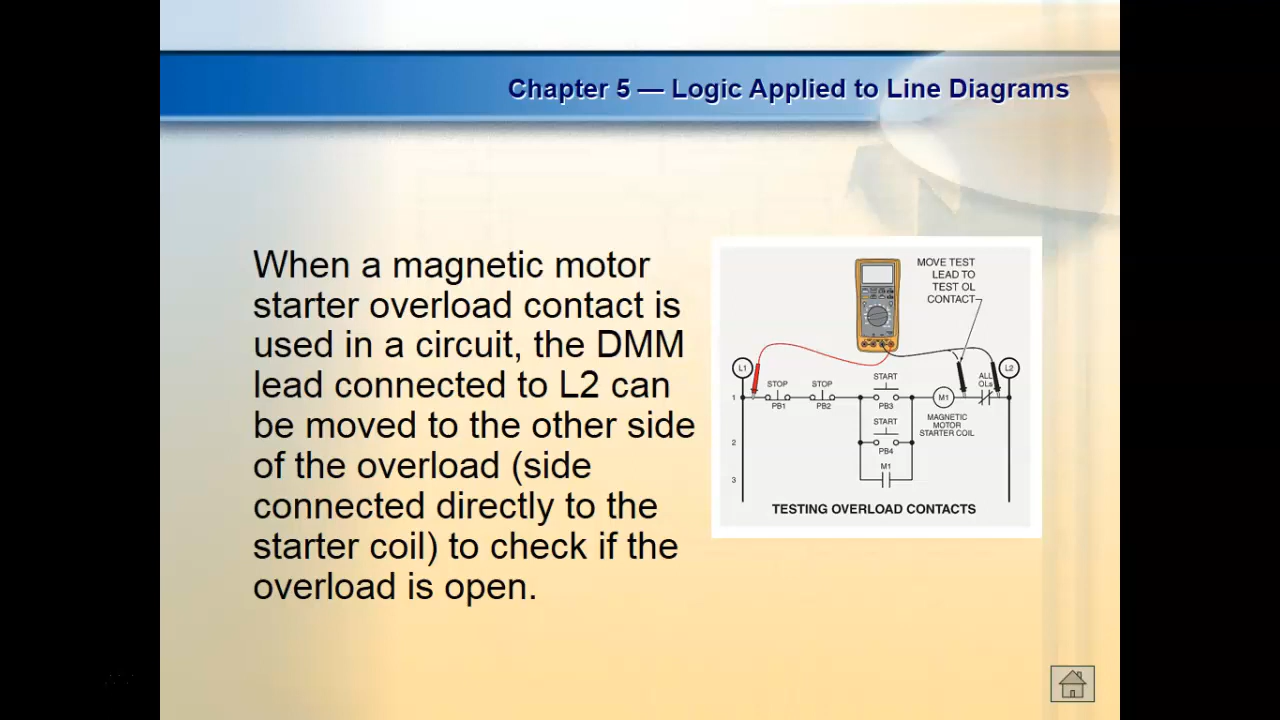 Chapter 5 — Logic Applied to Line Diagrams
When a magnetic motor
starter overload contact is
used in a circuit, the DMM
lead connected to L2 can
be moved to the other side
of the overload (side
connected directly to the
starter coil) to check if the
overload is open.
MOVE TEST
LEAD TO
TEST OL
CONTACT
L1
L2
STOP
STOP
START
ALL
OLs
1
PB1
PB2
PB3
M1
MAGNETIC
MOTOR
STARTER COIL
START
2
PB4
M1
3
TESTING OVERLOAD CONTACTS